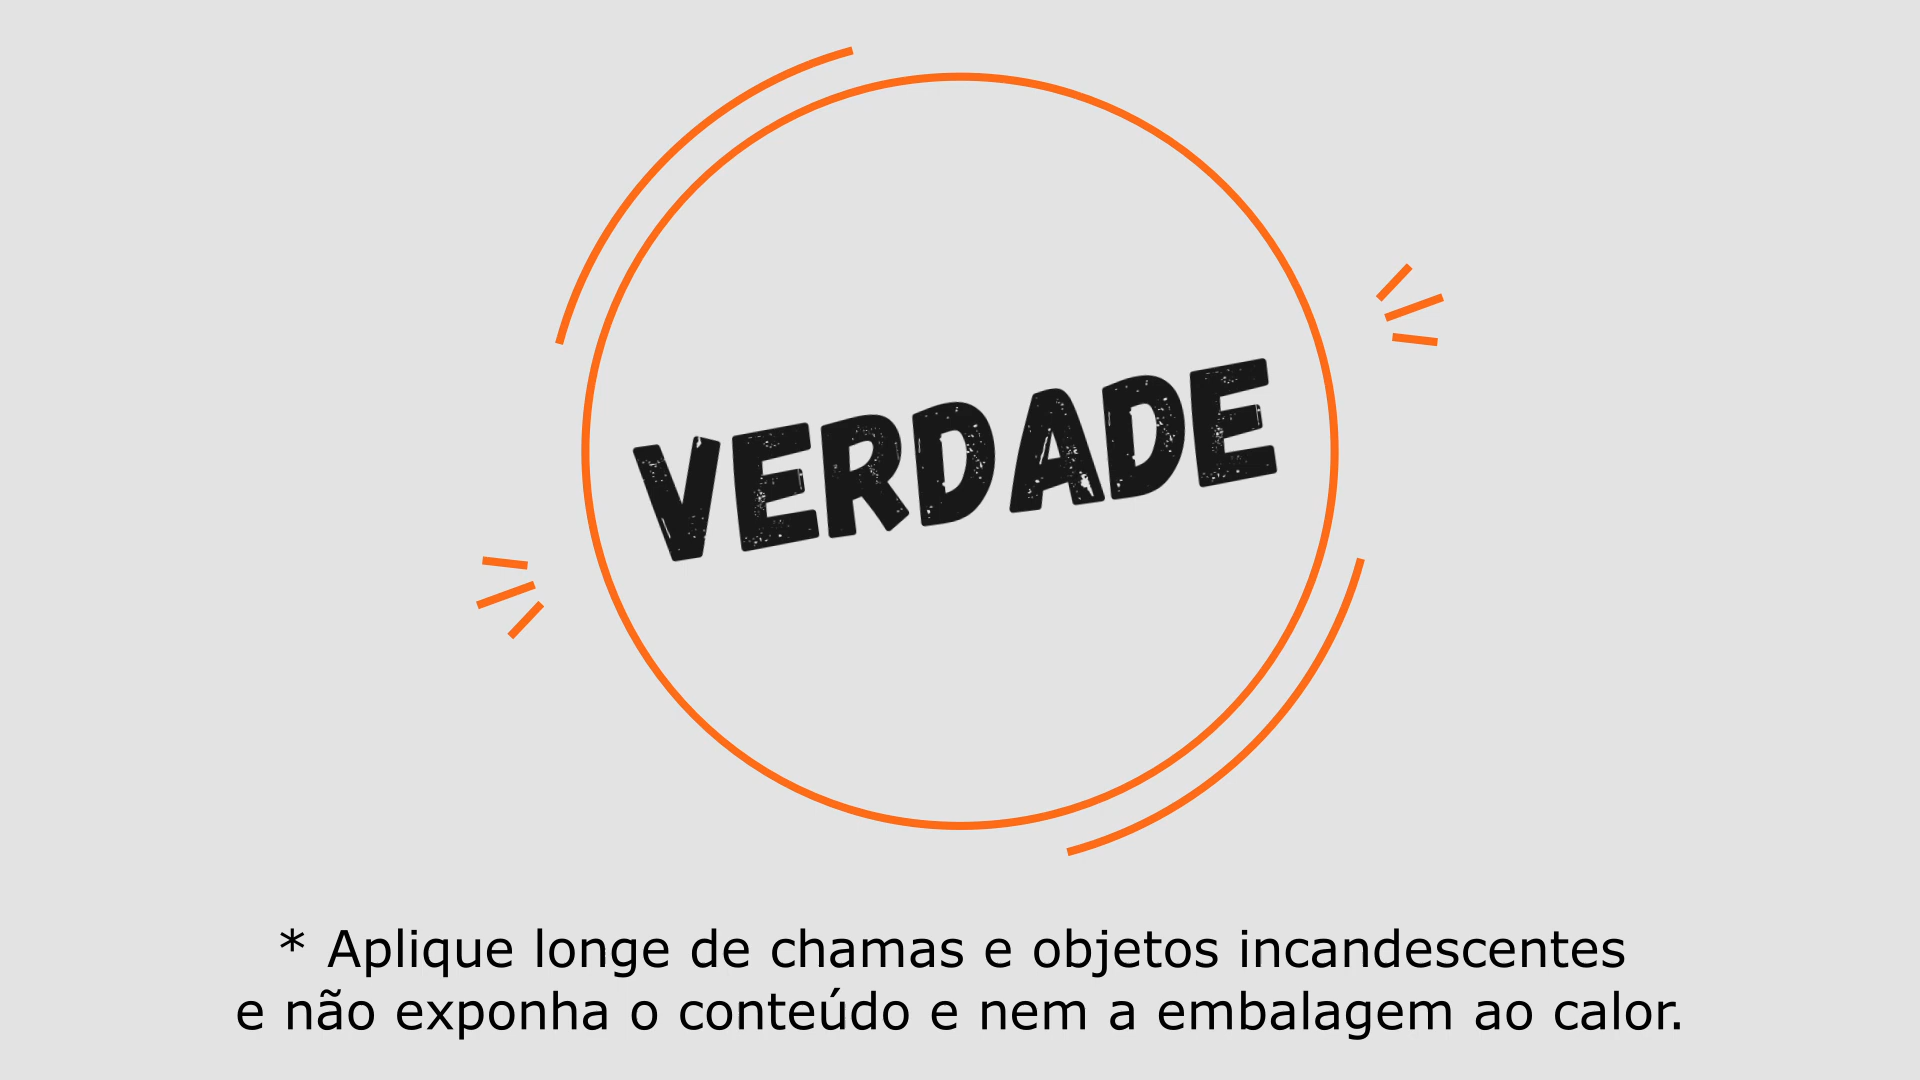 VERDADE
* Aplique longe de chamas e objetos incandescentes
e não exponha o conteúdo e nem a embalagem ao calor.